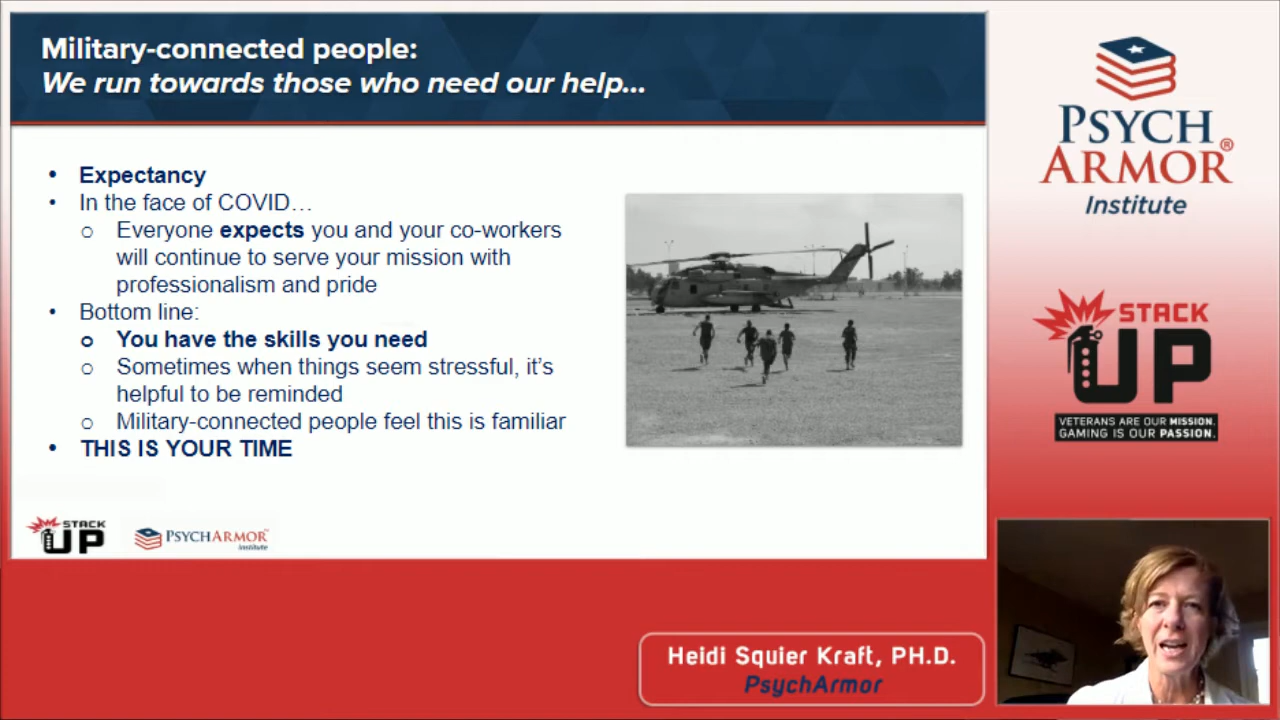 Military-connected people:
We run towards those who need our help...
• Expectancy
• In the face of COVID…
o Everyone expects you and your co-workers
will continue to serve your mission with
professionalism and pride
• Bottom line:
o You have the skills you need
o Sometimes when things seem stressful, it's
helpful to be reminded
o Military-connected people feel this is familiar
• THIS IS YOUR TIME
STACK
UP
PSYCHARMOR
Institute
PSYCH
ARMOR®
Institute
STACK
UP
VETERANS ARE OUR MISSION.
GAMING IS OUR PASSION.
Heidi Squier Kraft, PH.D.
PsychArmor